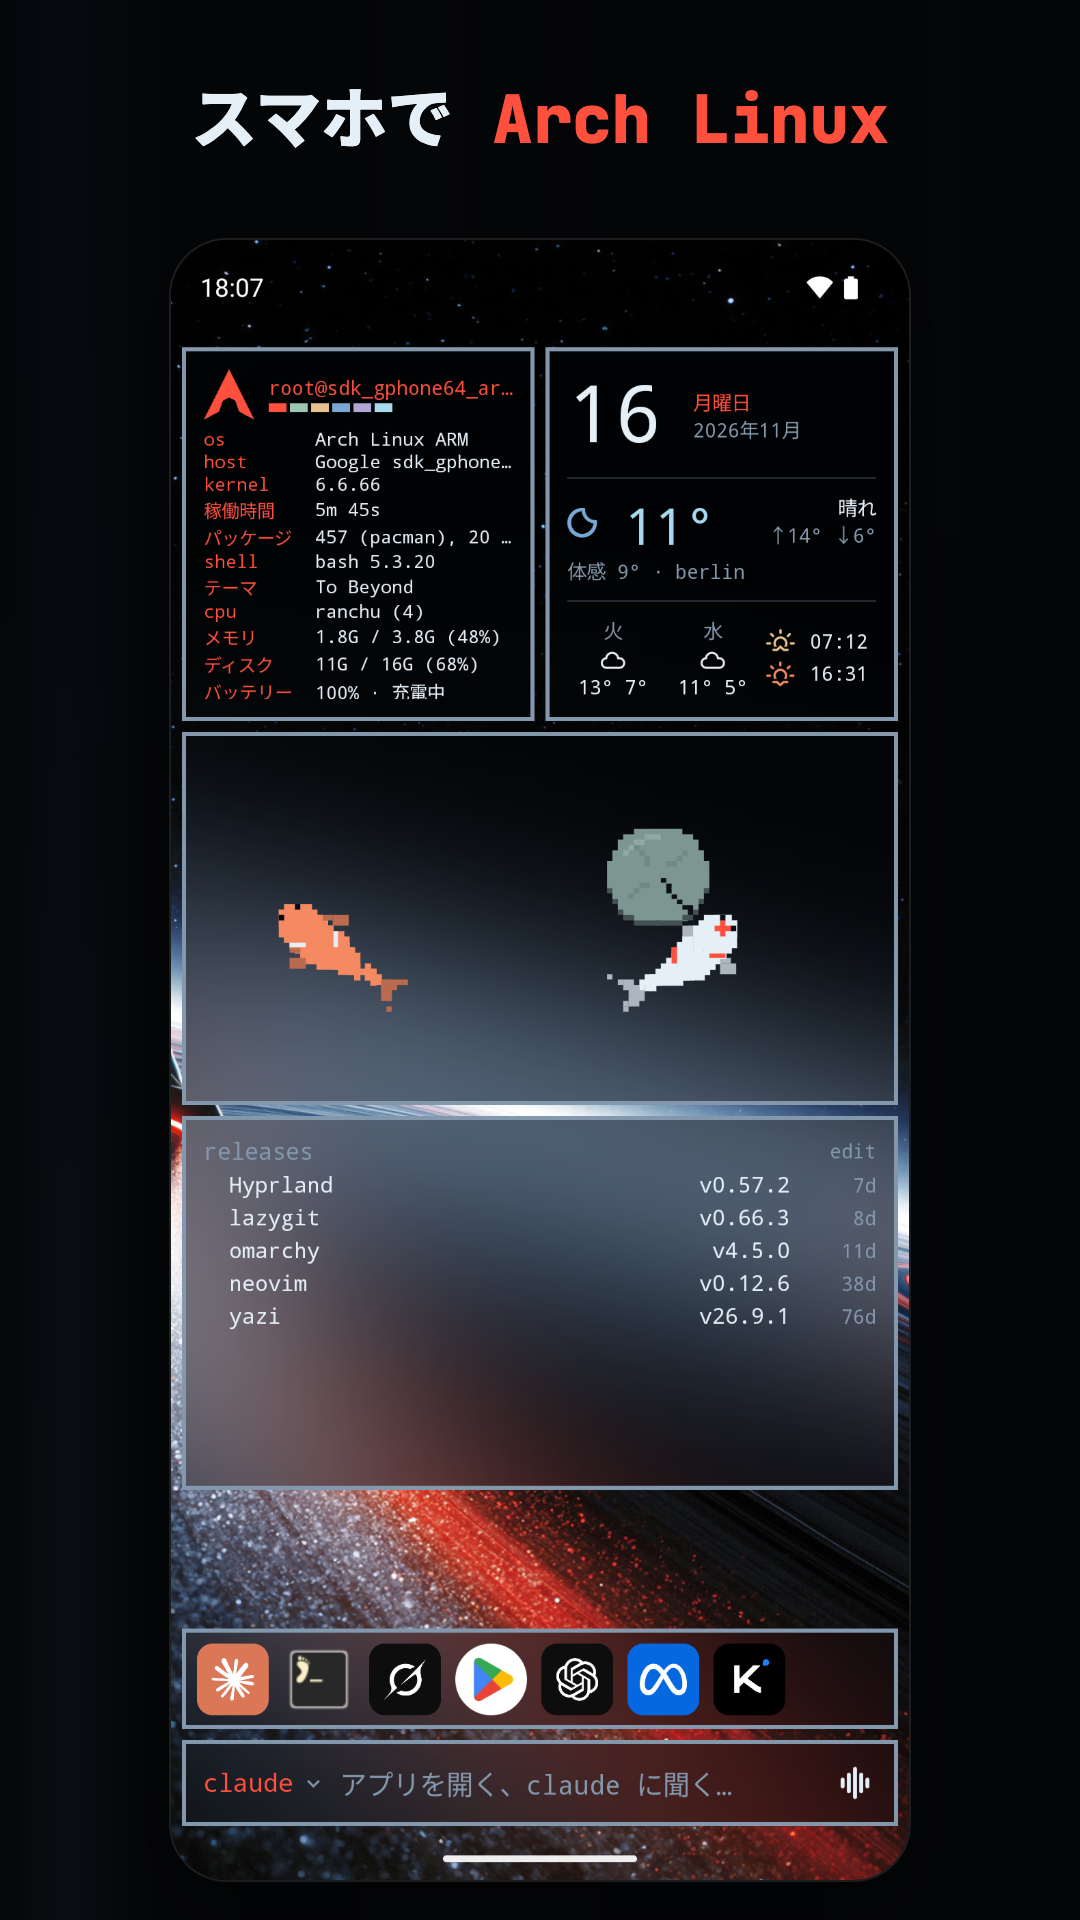 スマホで Arch Linux
18:07
root@sdk_gphone64_ar…
os Arch Linux ARM
host Google sdk_gphone…
kernel 6.6.66
稼働時間 5m 45s
パッケージ 457 (pacman), 20 …
shell bash 5.3.20
テーマ To Beyond
cpu ranchu (4)
メモリ 1.8G / 3.8G (48%)
ディスク 11G / 16G (68%)
バッテリー 100% · 充電中
16
月曜日
2026年11月
11°
晴れ
↑14° ↓6°
体感 9° · berlin
火 水
13° 7° 11° 5°
07:12
16:31
releases edit
Hyprland v0.57.2 7d
lazygit v0.66.3 8d
omarchy v4.5.0 11d
neovim v0.12.6 38d
yazi v26.9.1 76d
claude アプリを開く、claude に聞く…